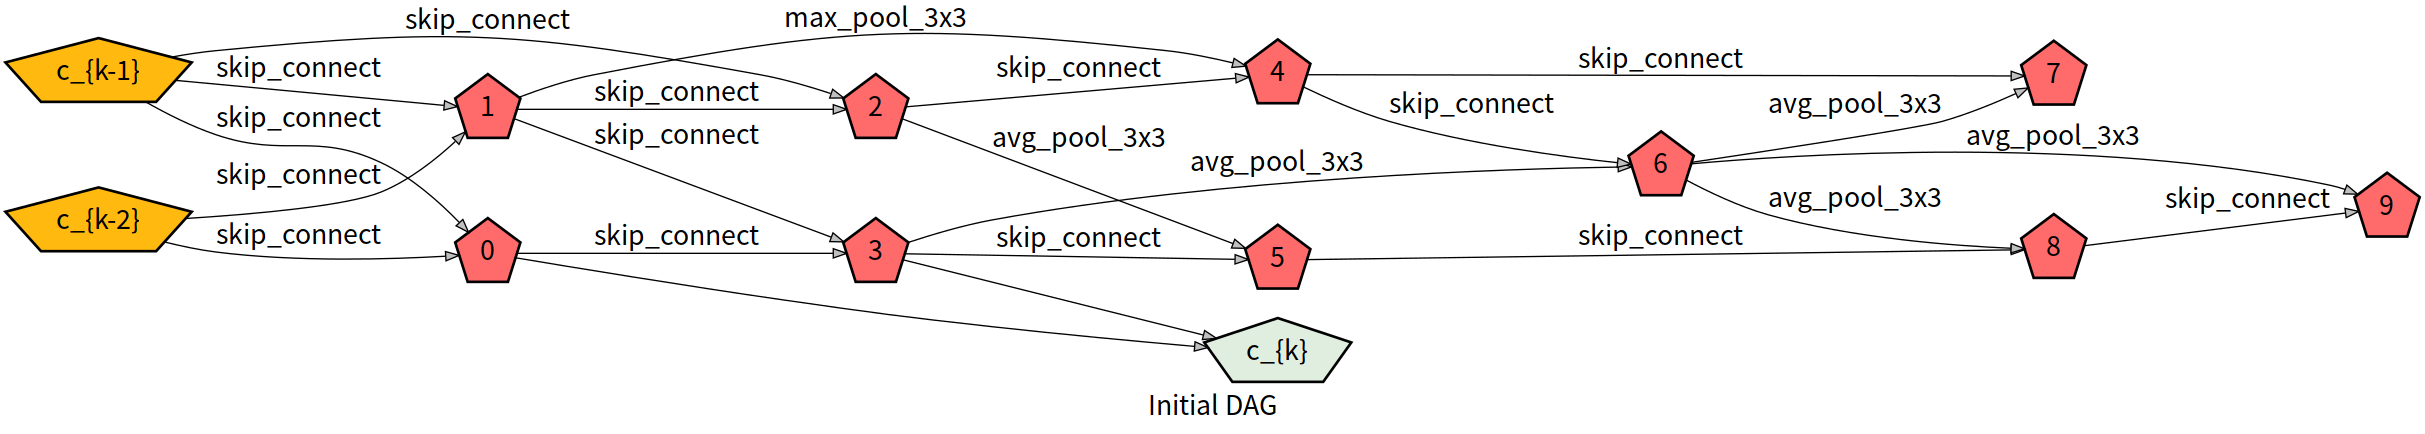 skip_connect
max_pool_3x3
c_{k-1}
skip_connect
skip_connect
skip_connect
c_{k-2}
skip_connect
1
skip_connect
skip_connect
0
skip_connect
2
skip_connect
avg_pool_3x3
3
avg_pool_3x3
skip_connect
4
skip_connect
skip_connect
5
skip_connect
c_{k}
6
avg_pool_3x3
avg_pool_3x3
avg_pool_3x3
7
8
skip_connect
9
Initial DAG